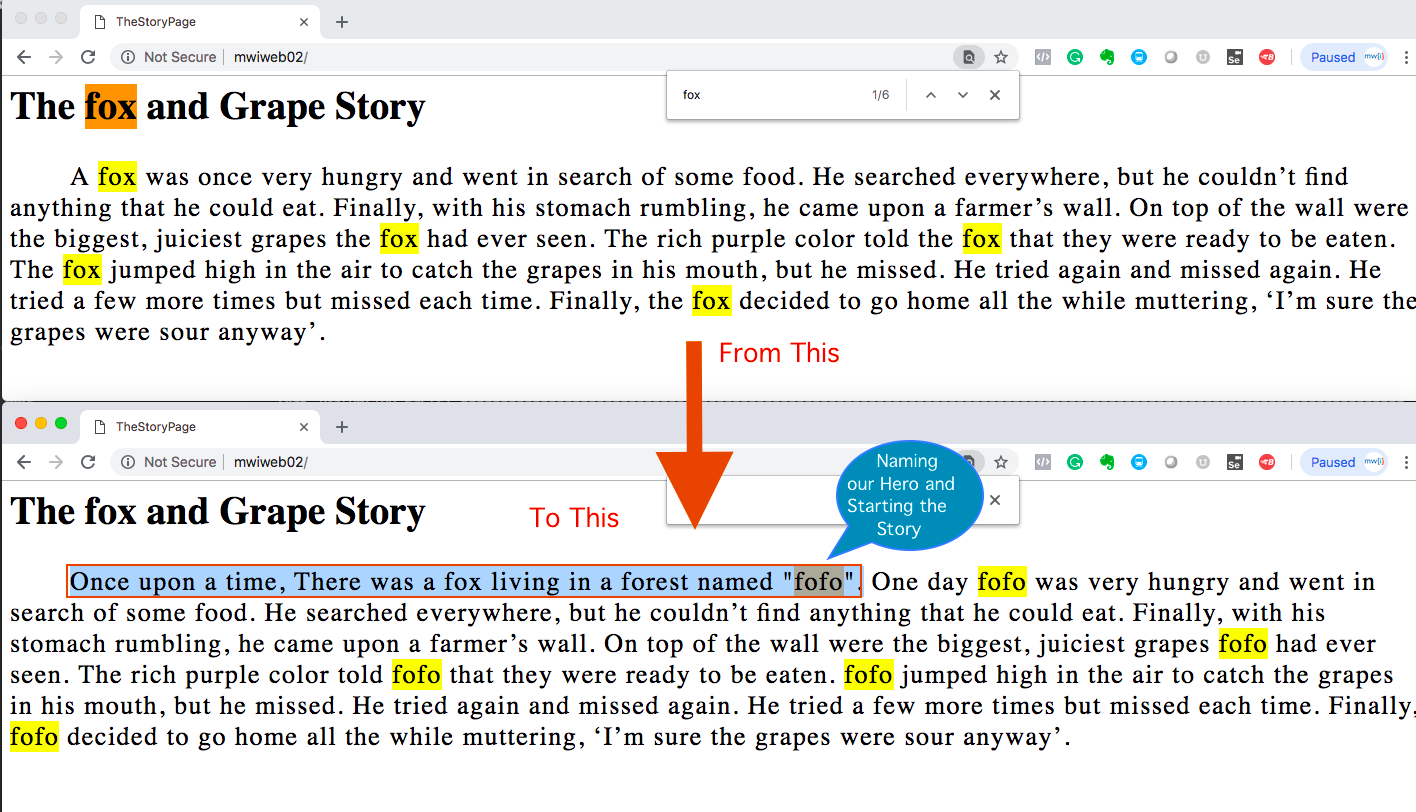 TheStoryPage
Not Secure mwiweb02/
Se
Paused mw(i)
fox 1/6
The fox and Grape Story
A fox was once very hungry and went in search of some food. He searched everywhere, but he couldn’t find
anything that he could eat. Finally, with his stomach rumbling, he came upon a farmer’s wall. On top of the wall were
the biggest, juiciest grapes the fox had ever seen. The rich purple color told the fox that they were ready to be eaten.
The fox jumped high in the air to catch the grapes in his mouth, but he missed. He tried again and missed again. He
tried a few more times but missed each time. Finally, the fox decided to go home all the while muttering, ‘I’m sure the
grapes were sour anyway’.
From This
TheStoryPage
Not Secure mwiweb02/
Se
Paused mw(i)
Naming
our Hero and
Starting the
Story
The fox and Grape Story
To This
Once upon a time, There was a fox living in a forest named "fofo". One day fofo was very hungry and went in
search of some food. He searched everywhere, but he couldn’t find anything that he could eat. Finally, with his
stomach rumbling, he came upon a farmer’s wall. On top of the wall were the biggest, juiciest grapes fofo had ever
seen. The rich purple color told fofo that they were ready to be eaten. fofo jumped high in the air to catch the grapes
in his mouth, but he missed. He tried again and missed again. He tried a few more times but missed each time. Finally,
fofo decided to go home all the while muttering, ‘I’m sure the grapes were sour anyway’.